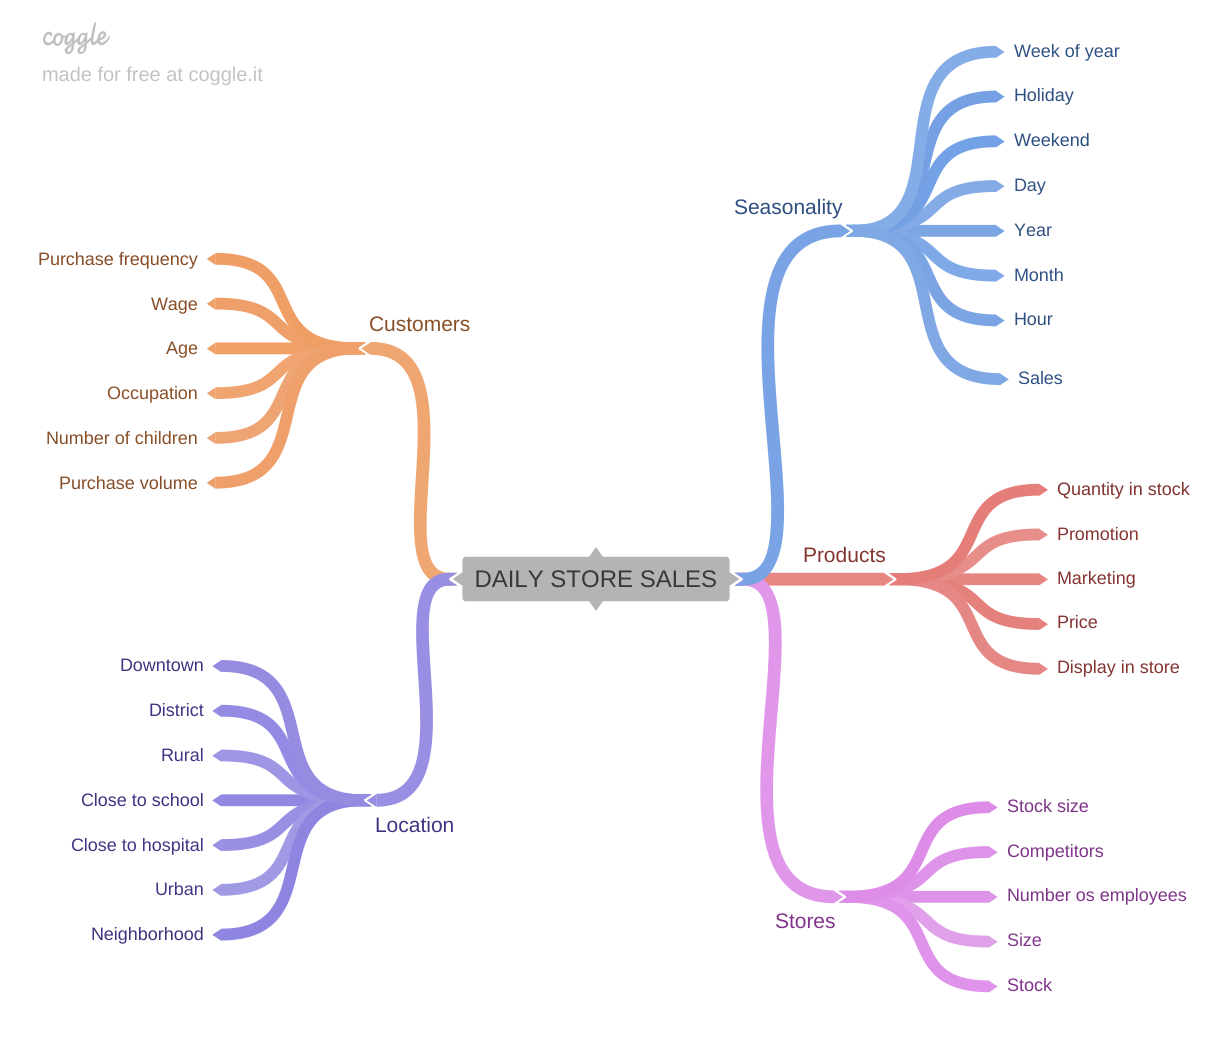 coggle
made for free at coggle.it
Week of year
Holiday
Weekend
Day
Year
Month
Hour
Sales
Seasonality
Purchase frequency
Wage
Age
Occupation
Number of children
Purchase volume
Customers
DAILY STORE SALES
Quantity in stock
Promotion
Marketing
Price
Display in store
Products
Downtown
District
Rural
Close to school
Close to hospital
Urban
Neighborhood
Location
Stock size
Competitors
Number os employees
Size
Stock
Stores